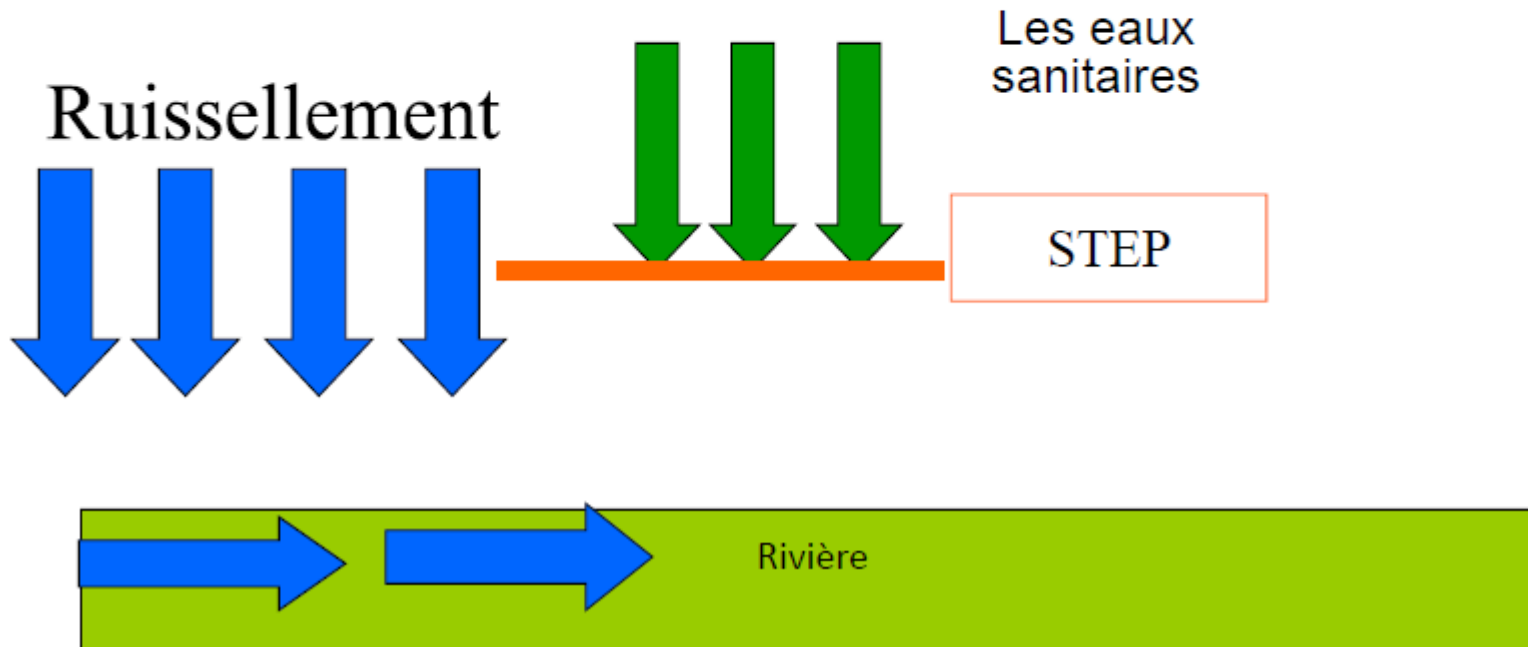 Les eaux
sanitaires
Ruissellement
STEP
Rivière